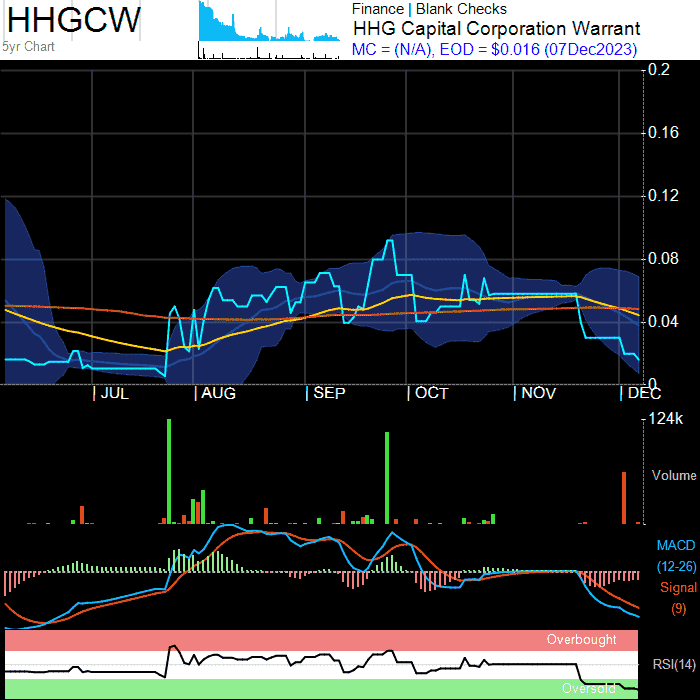 HHGCW
5yr Chart
Finance | Blank Checks
HHG Capital Corporation Warrant
MC = (N/A), EOD = $0.016 (07Dec2023)
0.2
0.16
0.12
0.08
0.04
0
JUL
AUG
SEP
OCT
NOV
DEC
124k
Volume
MACD
(12-26)
Signal
(9)
Overbought
RSI(14)
Oversold